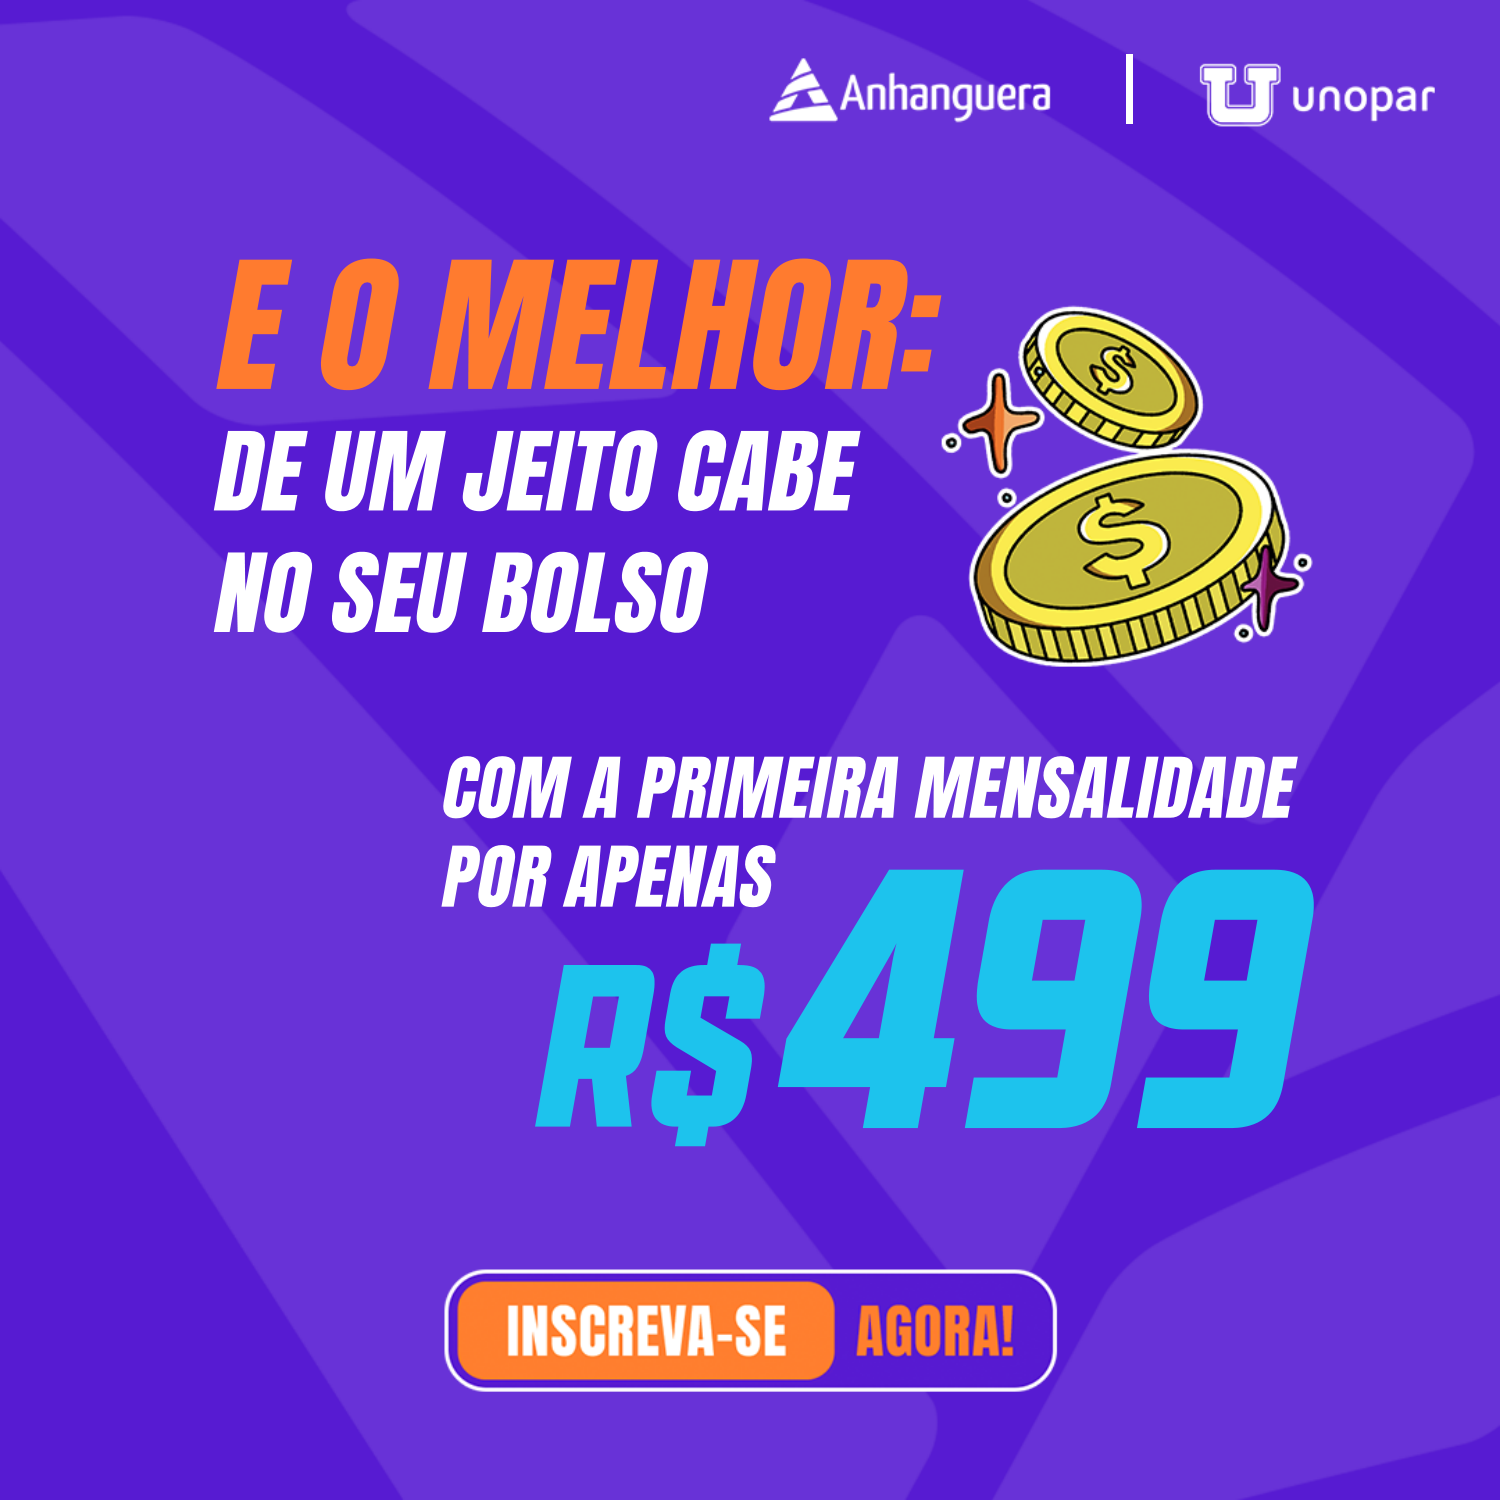 Anhanguera | unopar
E O MELHOR:
DE UM JEITO CABE
NO SEU BOLSO
COM A PRIMEIRA MENSALIDADE
POR APENAS
R$499
INSCREVA-SE AGORA!